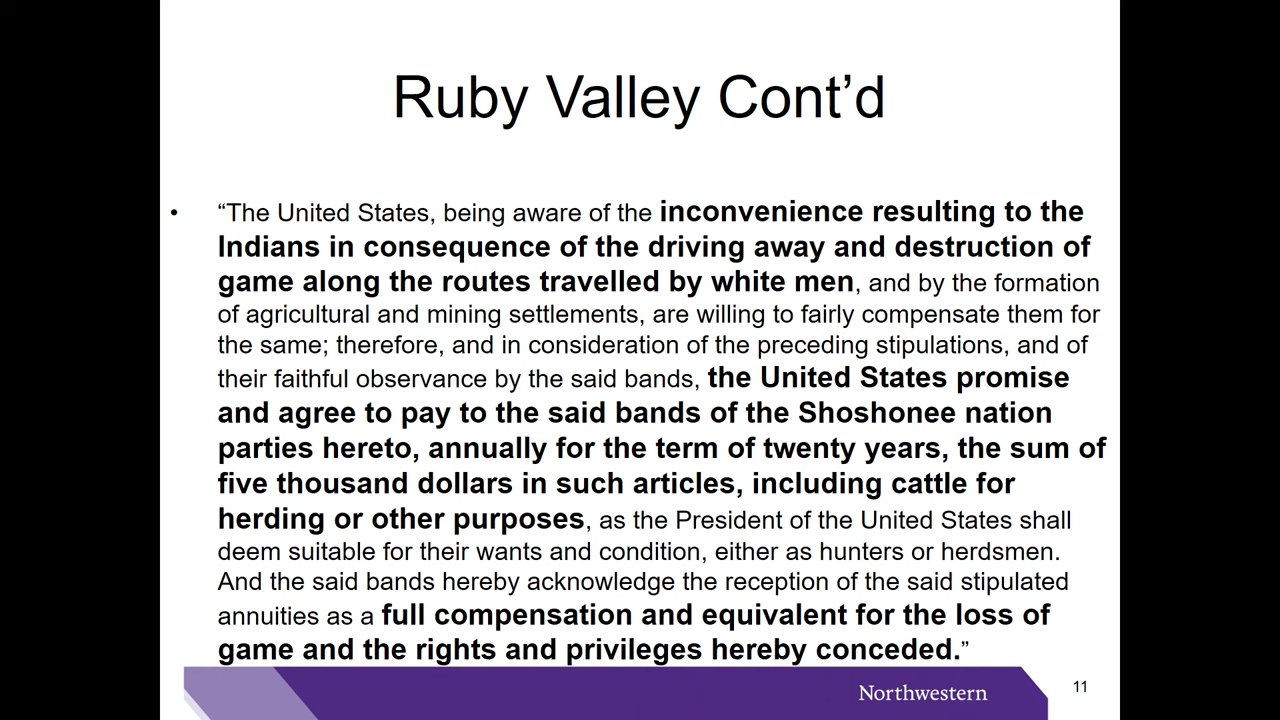 Ruby Valley Cont’d
• “The United States, being aware of the inconvenience resulting to the
Indians in consequence of the driving away and destruction of
game along the routes travelled by white men, and by the formation
of agricultural and mining settlements, are willing to fairly compensate them for
the same; therefore, and in consideration of the preceding stipulations, and of
their faithful observance by the said bands, the United States promise
and agree to pay to the said bands of the Shoshonee nation
parties hereto, annually for the term of twenty years, the sum of
five thousand dollars in such articles, including cattle for
herding or other purposes, as the President of the United States shall
deem suitable for their wants and condition, either as hunters or herdsmen.
And the said bands hereby acknowledge the reception of the said stipulated
annuities as a full compensation and equivalent for the loss of
game and the rights and privileges hereby conceded.”
Northwestern
11